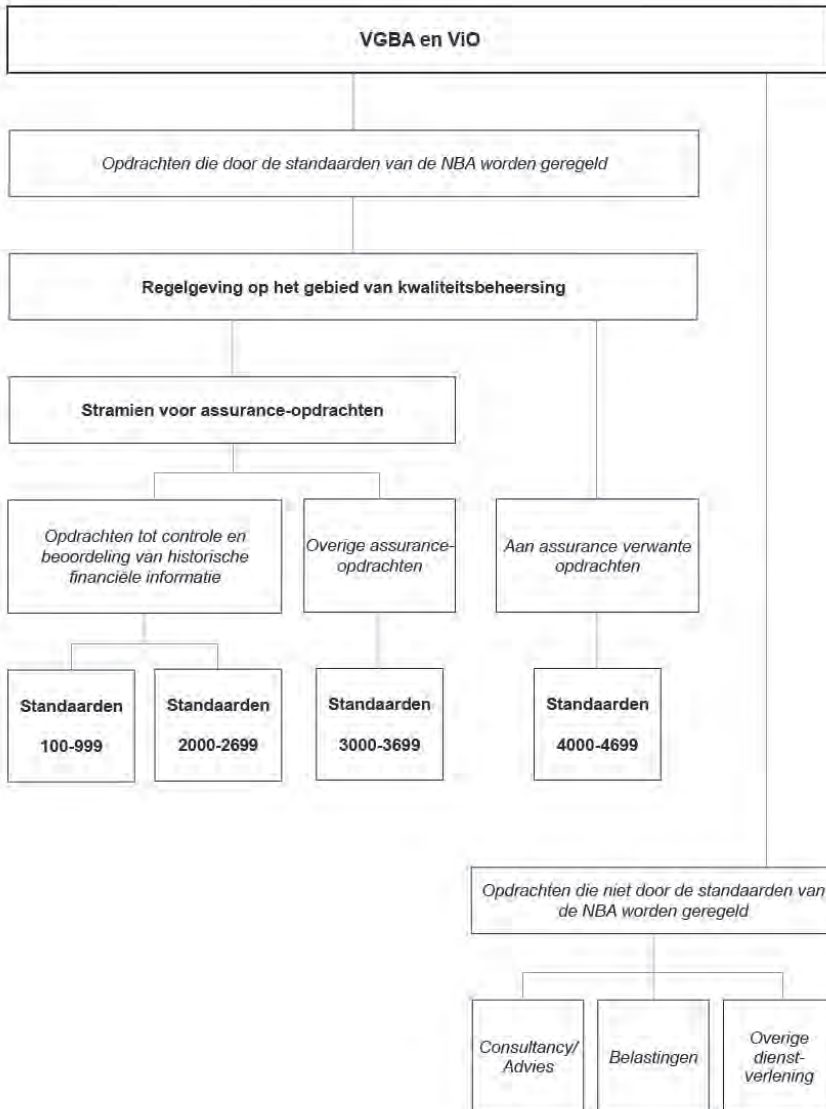 VGBA en ViO
Opdrachten die door de standaarden van de NBA worden geregeld
Regelgeving op het gebied van kwaliteitsbeheersing
Stramien voor assurance-opdrachten
Opdrachten tot controle en
beoordeling van historische
financiële informatie
Overige assurance-
opdrachten
Aan assurance verwante
opdrachten
Standaarden
100-999
Standaarden
2000-2699
Standaarden
3000-3699
Standaarden
4000-4699
Opdrachten die niet door de standaarden van
de NBA worden geregeld
Consultancy/
Advies
Belastingen
Overige
dienst-
verlening